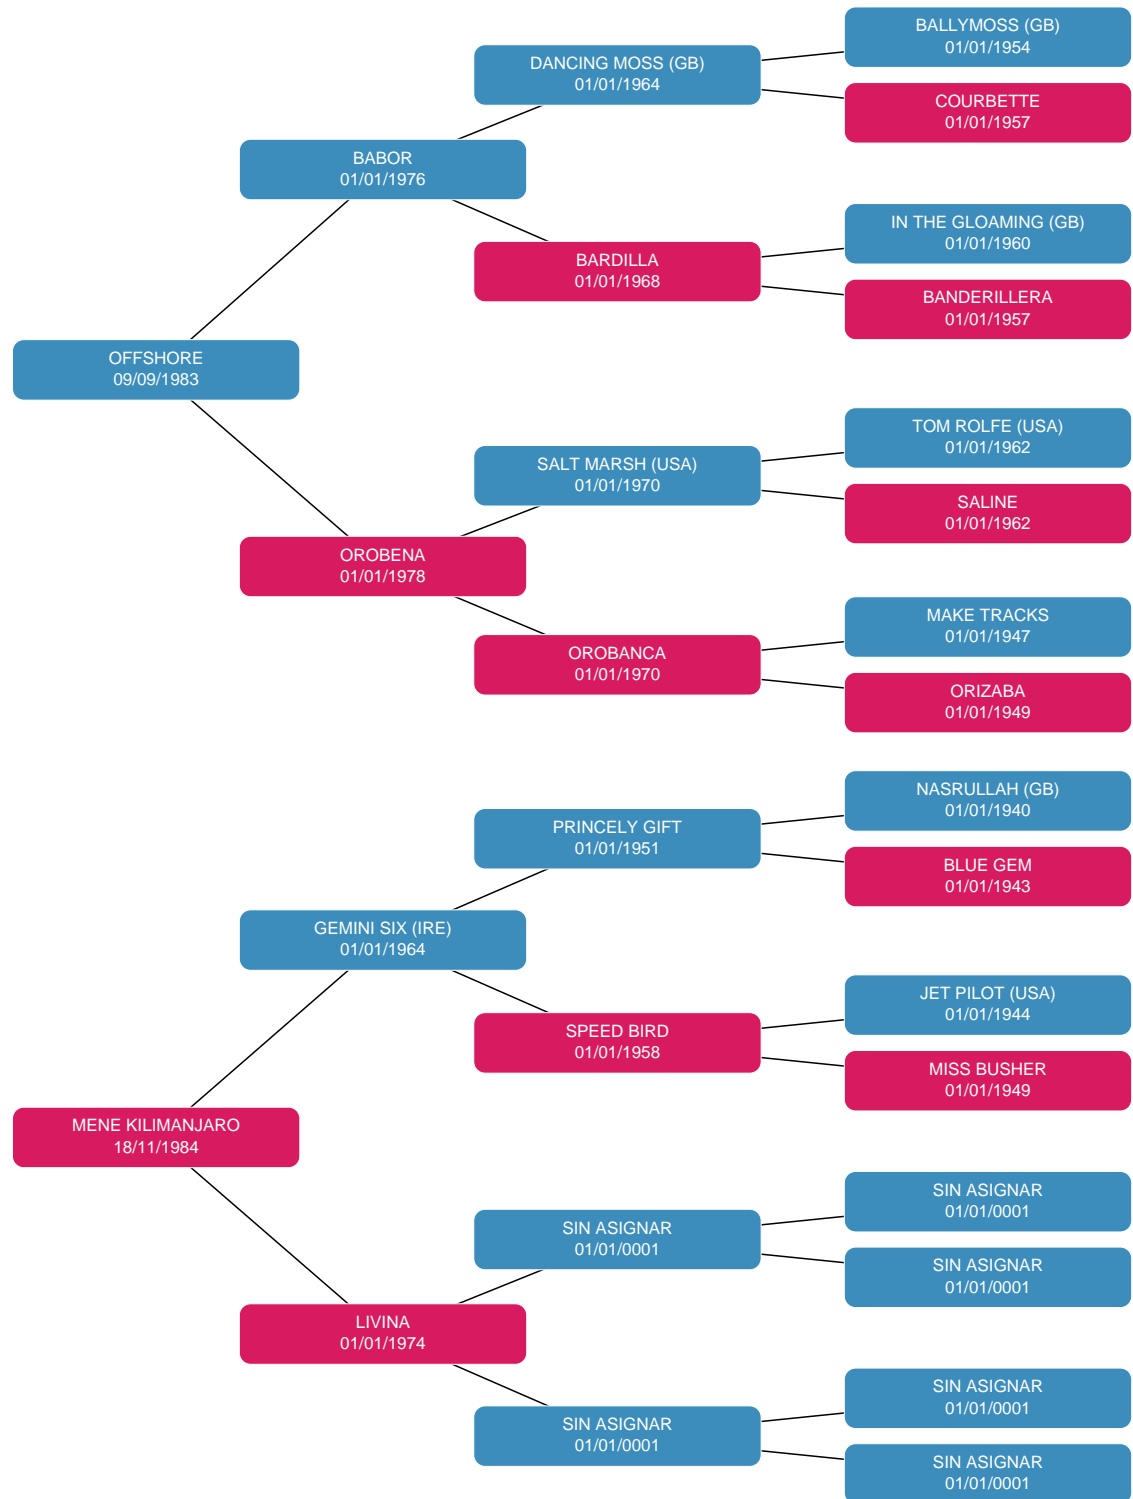 BALLYMOSS (GB)
01/01/1954
DANCING MOSS (GB)
01/01/1964
COURBETTE
01/01/1957
BABOR
01/01/1976
IN THE GLOAMING (GB)
01/01/1960
BARDILLA
01/01/1968
BANDERILLERA
01/01/1957
OFFSHORE
09/09/1983
TOM ROLFE (USA)
01/01/1962
SALT MARSH (USA)
01/01/1970
SALINE
01/01/1962
OROBENA
01/01/1978
MAKE TRACKS
01/01/1947
OROBANCA
01/01/1970
ORIZABA
01/01/1949
NASRULLAH (GB)
01/01/1940
PRINCELY GIFT
01/01/1951
BLUE GEM
01/01/1943
GEMINI SIX (IRE)
01/01/1964
JET PILOT (USA)
01/01/1944
SPEED BIRD
01/01/1958
MISS BUSHER
01/01/1949
MENE KILIMANJARO
18/11/1984
SIN ASIGNAR
01/01/0001
SIN ASIGNAR
01/01/0001
SIN ASIGNAR
01/01/0001
LIVINA
01/01/1974
SIN ASIGNAR
01/01/0001
SIN ASIGNAR
01/01/0001
SIN ASIGNAR
01/01/0001